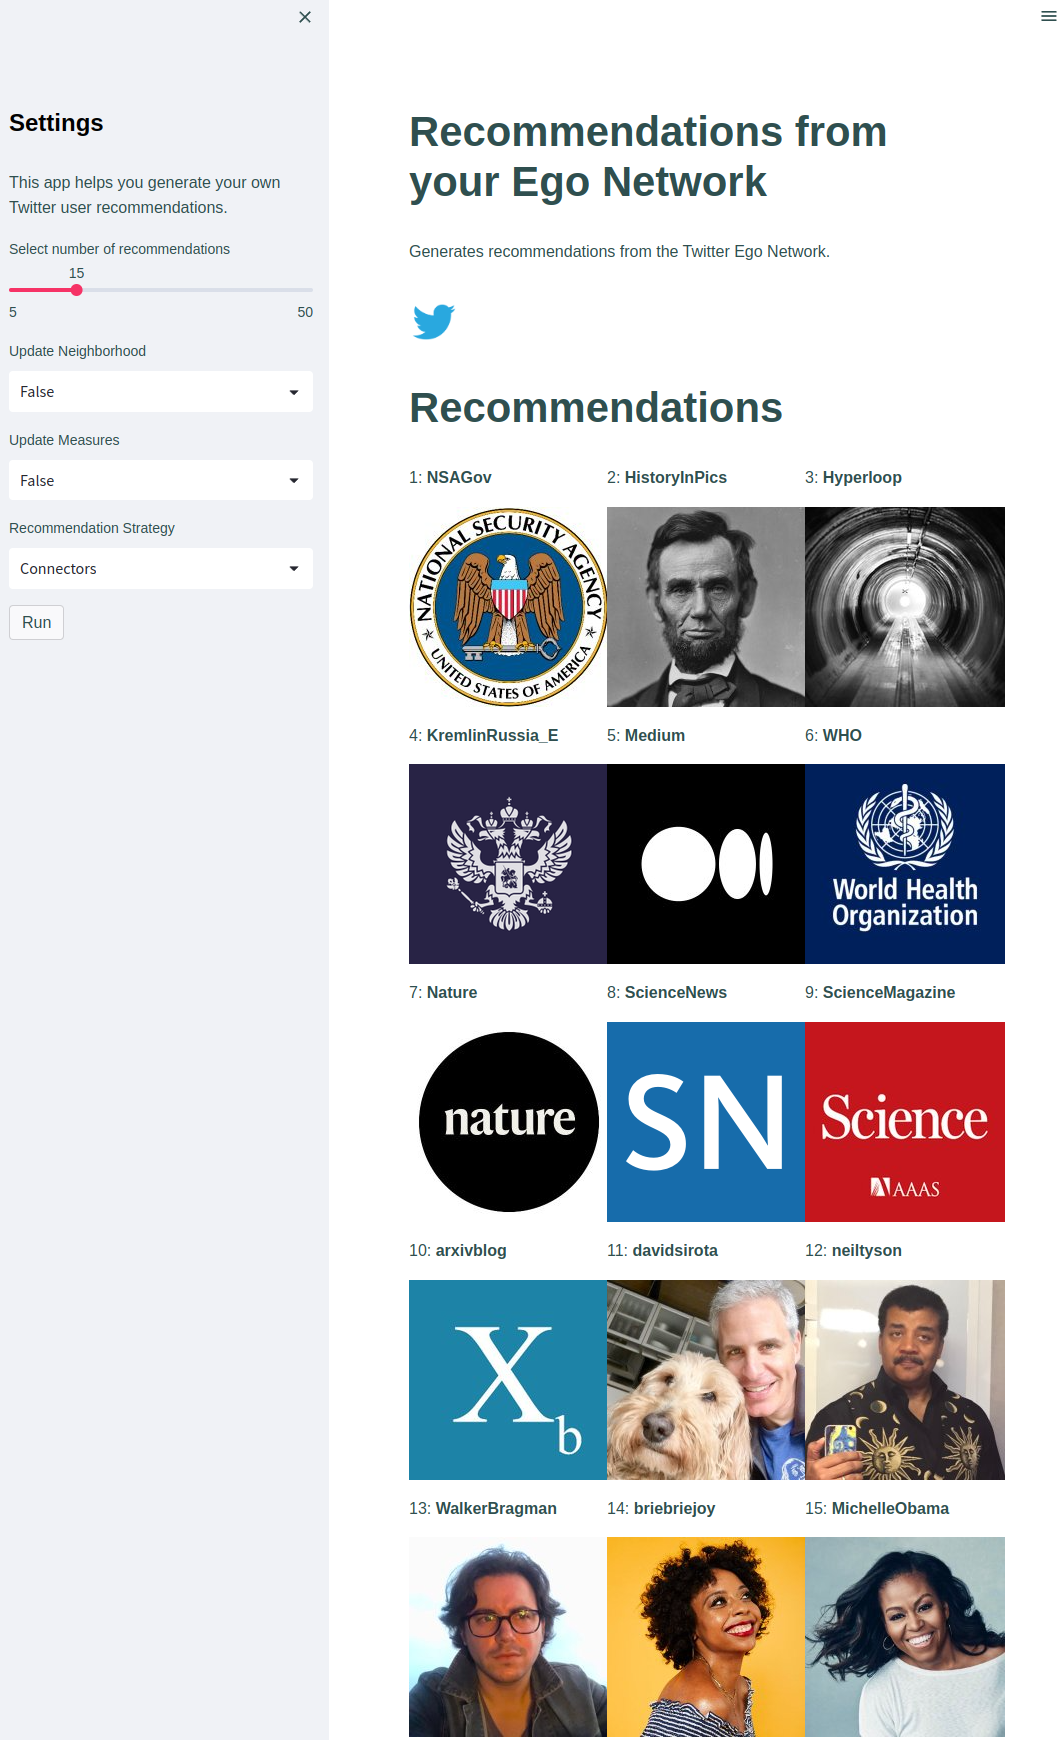 Settings
This app helps you generate your own
Twitter user recommendations.
Select number of recommendations
15
5 50
Update Neighborhood
False
Update Measures
False
Recommendation Strategy
Connectors
Run
Recommendations from
your Ego Network
Generates recommendations from the Twitter Ego Network.
Recommendations
1: NSAGov 2: HistoryInPics 3: Hyperloop
NATIONAL SECURITY AGENCY
UNITED STATES OF AMERICA
4: KremlinRussia_E 5: Medium 6: WHO
World Health
Organization
7: Nature 8: ScienceNews 9: ScienceMagazine
nature SN Science
AAAS
10: arxivblog 11: davidsirota 12: neiltyson
X
b
13: WalkerBragman 14: briebriejoy 15: MichelleObama